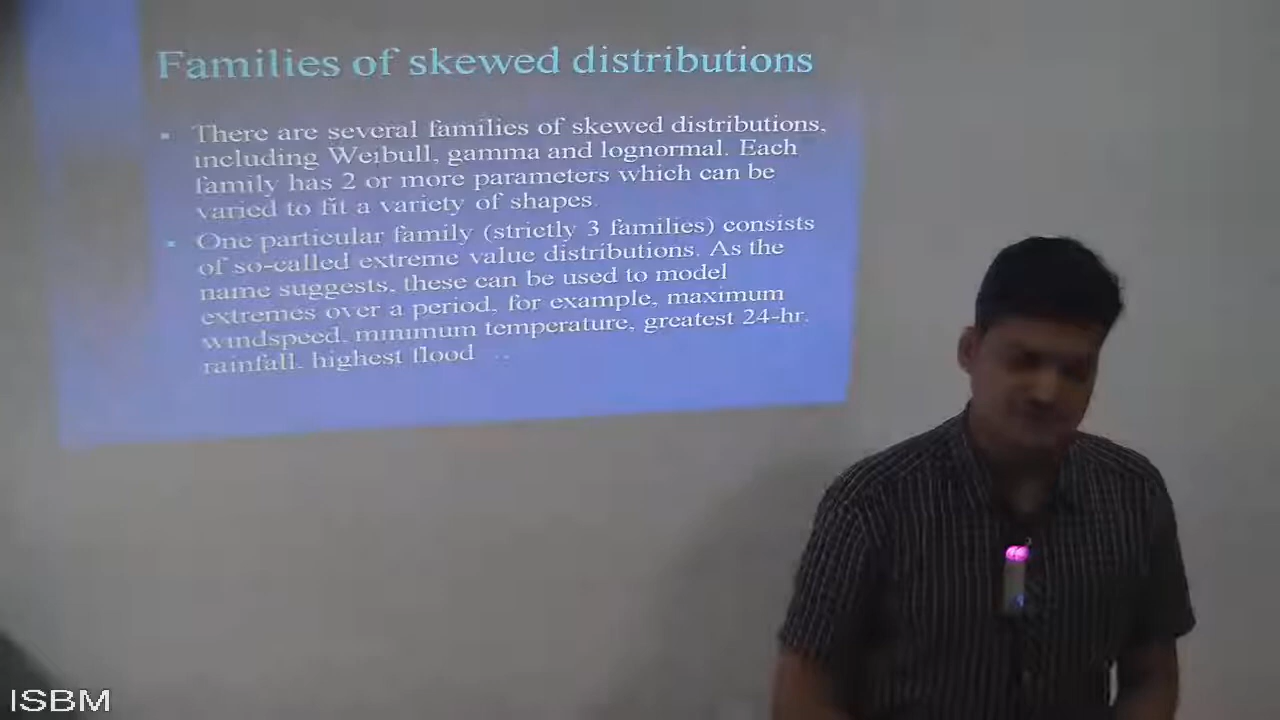 Families of skewed distributions
▪ There are several families of skewed distributions,
including Weibull, gamma and lognormal. Each
family has 2 or more parameters which can be
varied to fit a variety of shapes.
▪ One particular family (strictly 3 families) consists
of so-called extreme value distributions. As the
name suggests, these can be used to model
extremes over a period, for example, maximum
windspeed, minimum temperature, greatest 24-hr.
rainfall, highest flood ...
ISBM